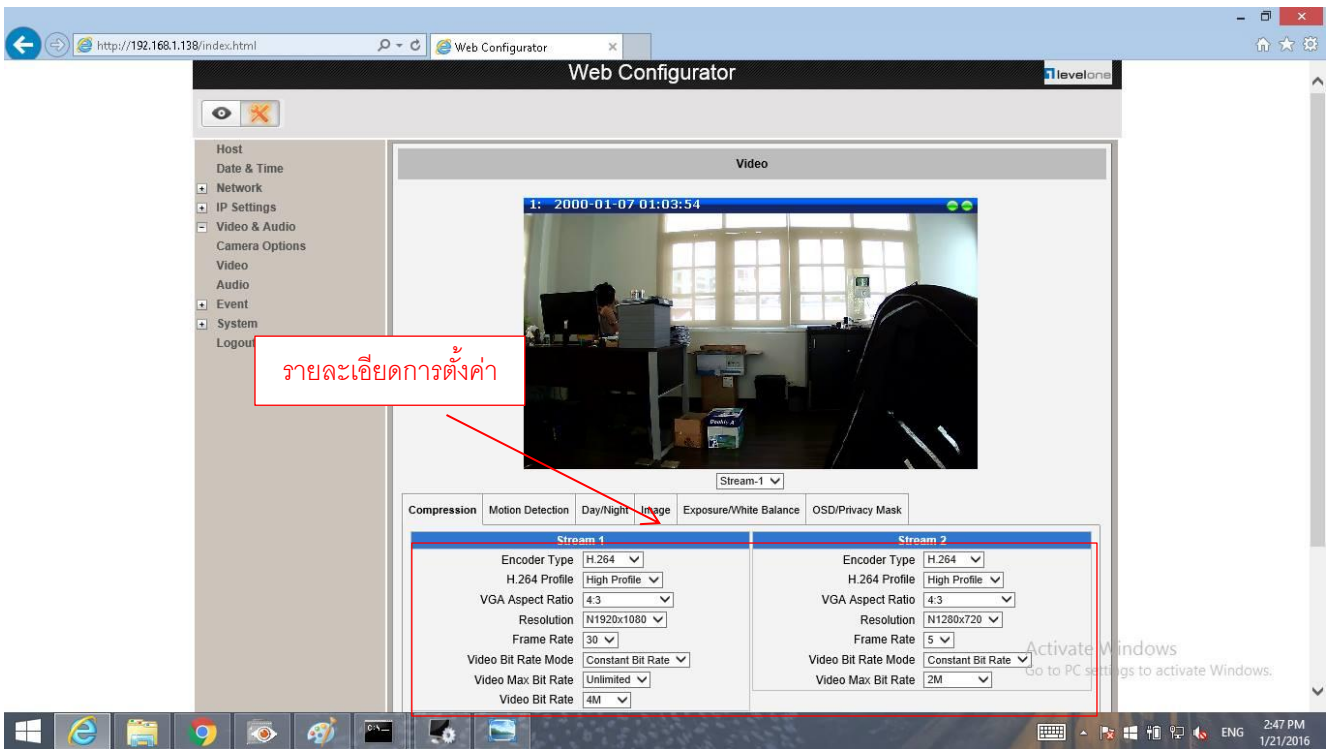 http://192.168.1.138/index.html
Web Configurator
Web Configurator
levelone
Host
Date & Time
Network
IP Settings
Video & Audio
Camera Options
Video
Audio
Event
System
Logout
Video
1: 2000-01-07 01:03:54
รายละเอียดการตั้งค่า
Stream-1
Compression Motion Detection Day/Night Image Exposure/White Balance OSD/Privacy Mask
Stream 1
Encoder Type H.264
H.264 Profile High Profile
VGA Aspect Ratio 4:3
Resolution N1920x1080
Frame Rate 30
Video Bit Rate Mode Constant Bit Rate
Video Max Bit Rate Unlimited
Video Bit Rate 4M
Stream 2
Encoder Type H.264
H.264 Profile High Profile
VGA Aspect Ratio 4:3
Resolution N1280x720
Frame Rate 5
Video Bit Rate Mode Constant Bit Rate
Video Max Bit Rate 2M
Activate Windows
Go to PC settings to activate Windows.
ENG
2:47 PM
1/21/2016